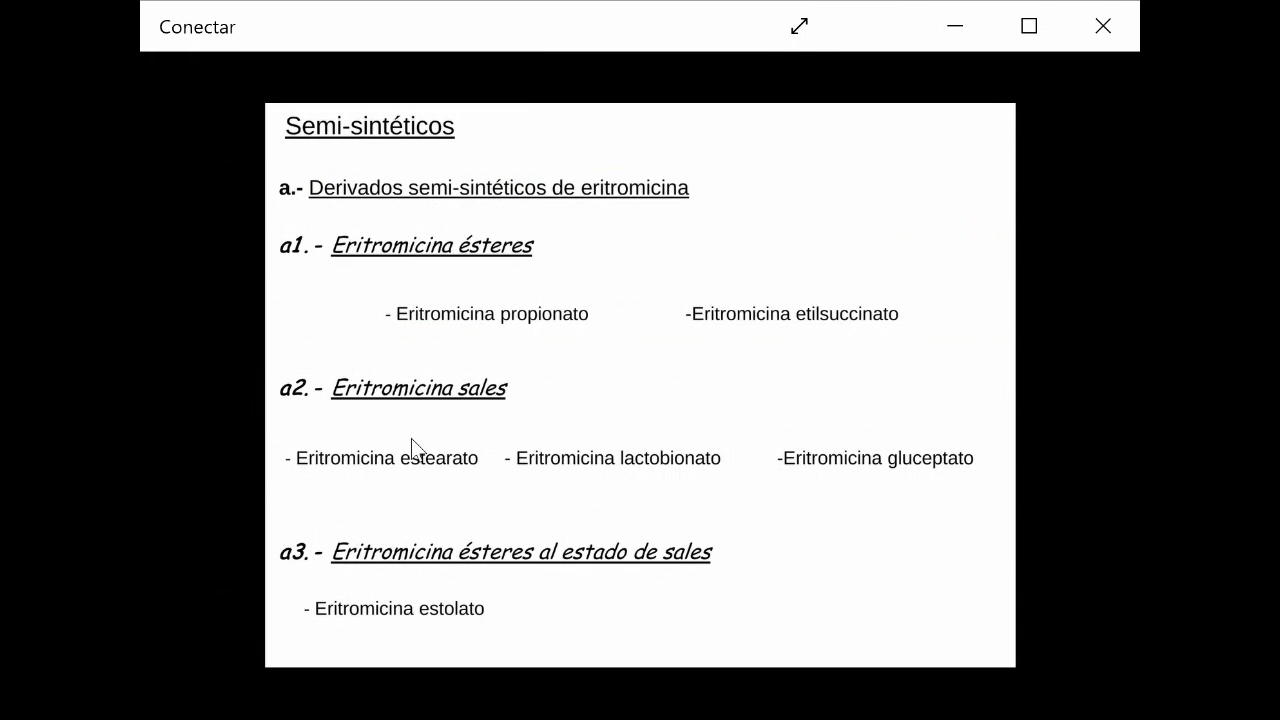 Conectar
Semi-sintéticos
a.- Derivados semi-sintéticos de eritromicina
a1.- Eritromicina ésteres
- Eritromicina propionato -Eritromicina etilsuccinato
a2.- Eritromicina sales
- Eritromicina estearato - Eritromicina lactobionato -Eritromicina gluceptato
a3.- Eritromicina ésteres al estado de sales
- Eritromicina estolato